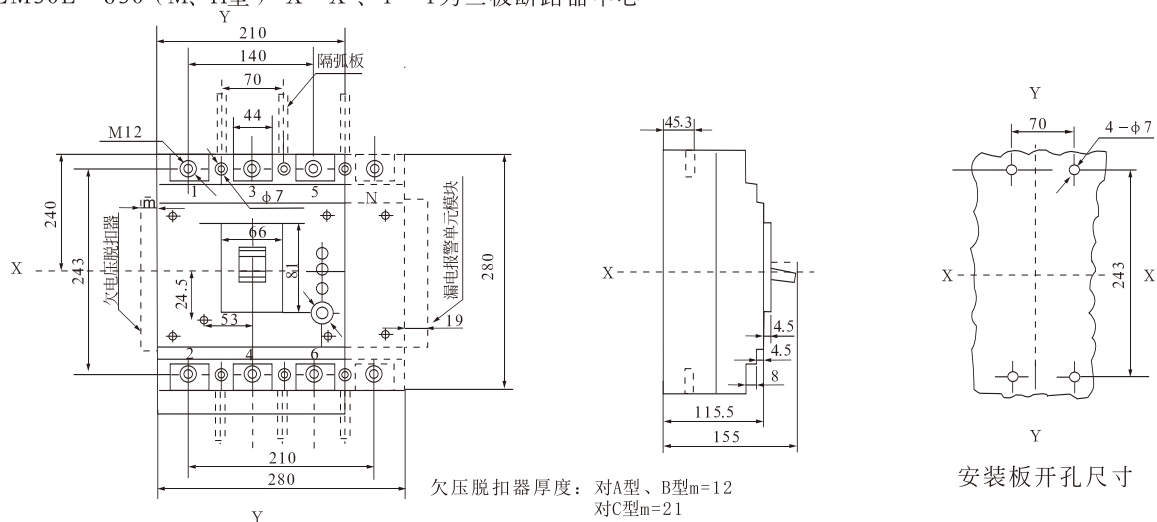 Y
210
140
隔弧板
70
44
M12
1
3
5
N
φ7
m
240
243
欠电压脱扣器
66
81
24.5
53
漏电报警单元模块
280
19
X
2
4
6
210
280
Y
45.3
X
4.5
4.5
8
115.5
155
欠压脱扣器厚度：对A型、B型m=12
对C型m=21
Y
70
4-φ7
X
243
X
Y
安装板开孔尺寸